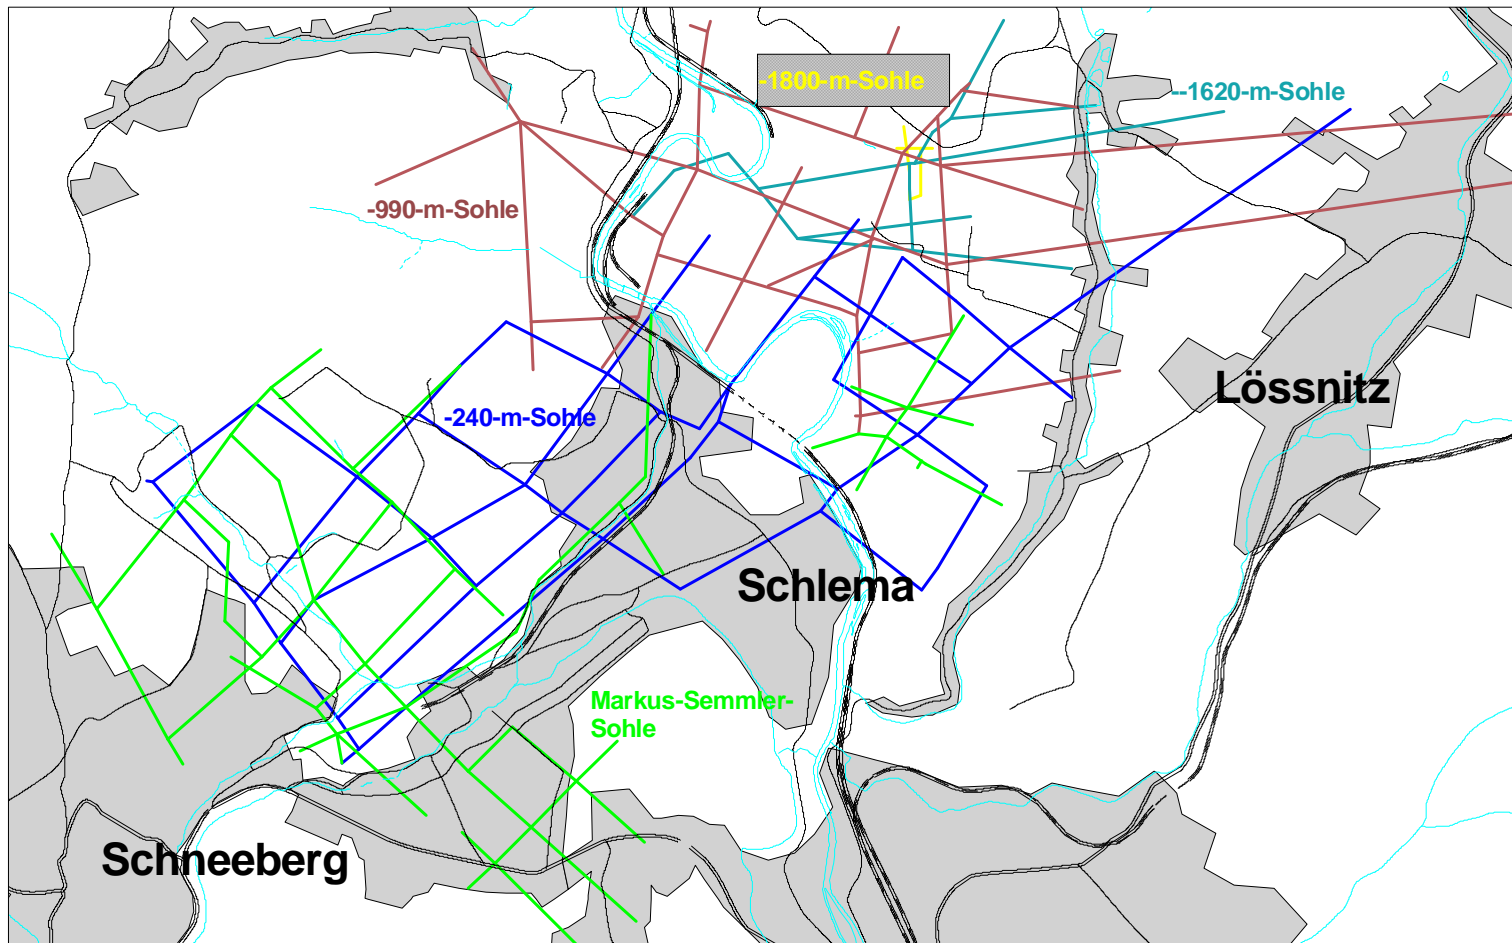 -1800-m-Sohle
--1620-m-Sohle
-990-m-Sohle
Lössnitz
-240-m-Sohle
Schlema
Markus-Semmler-
Sohle
Schneeberg